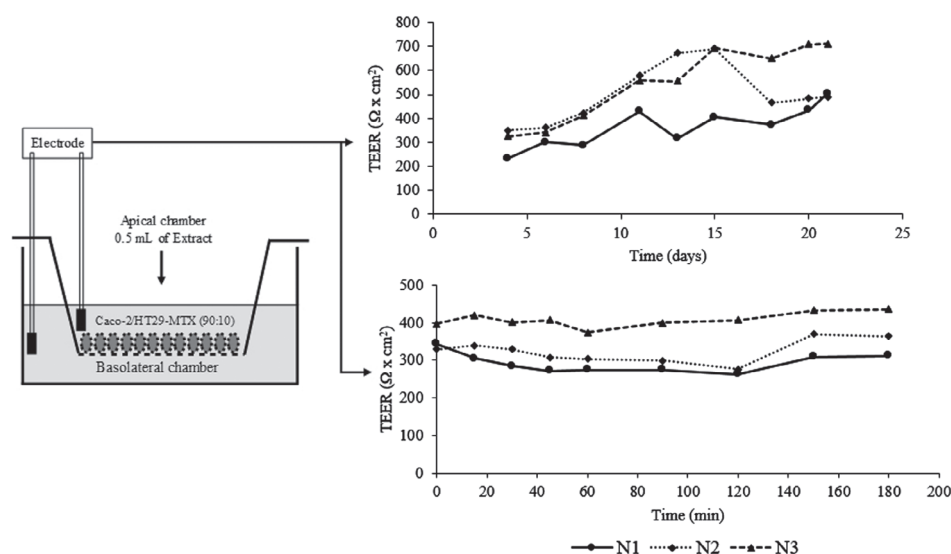 Electrode
Apical chamber
0.5 mL of Extract
Caco-2/HT29-MTX (90:10)
Basolateral chamber
TEER (Ω x cm²)
800
700
600
500
400
300
200
100
0
0 5 10 15 20 25
Time (days)
TEER (Ω x cm²)
500
400
300
200
100
0
0 20 40 60 80 100 120 140 160 180 200
Time (min)
N1 N2 N3